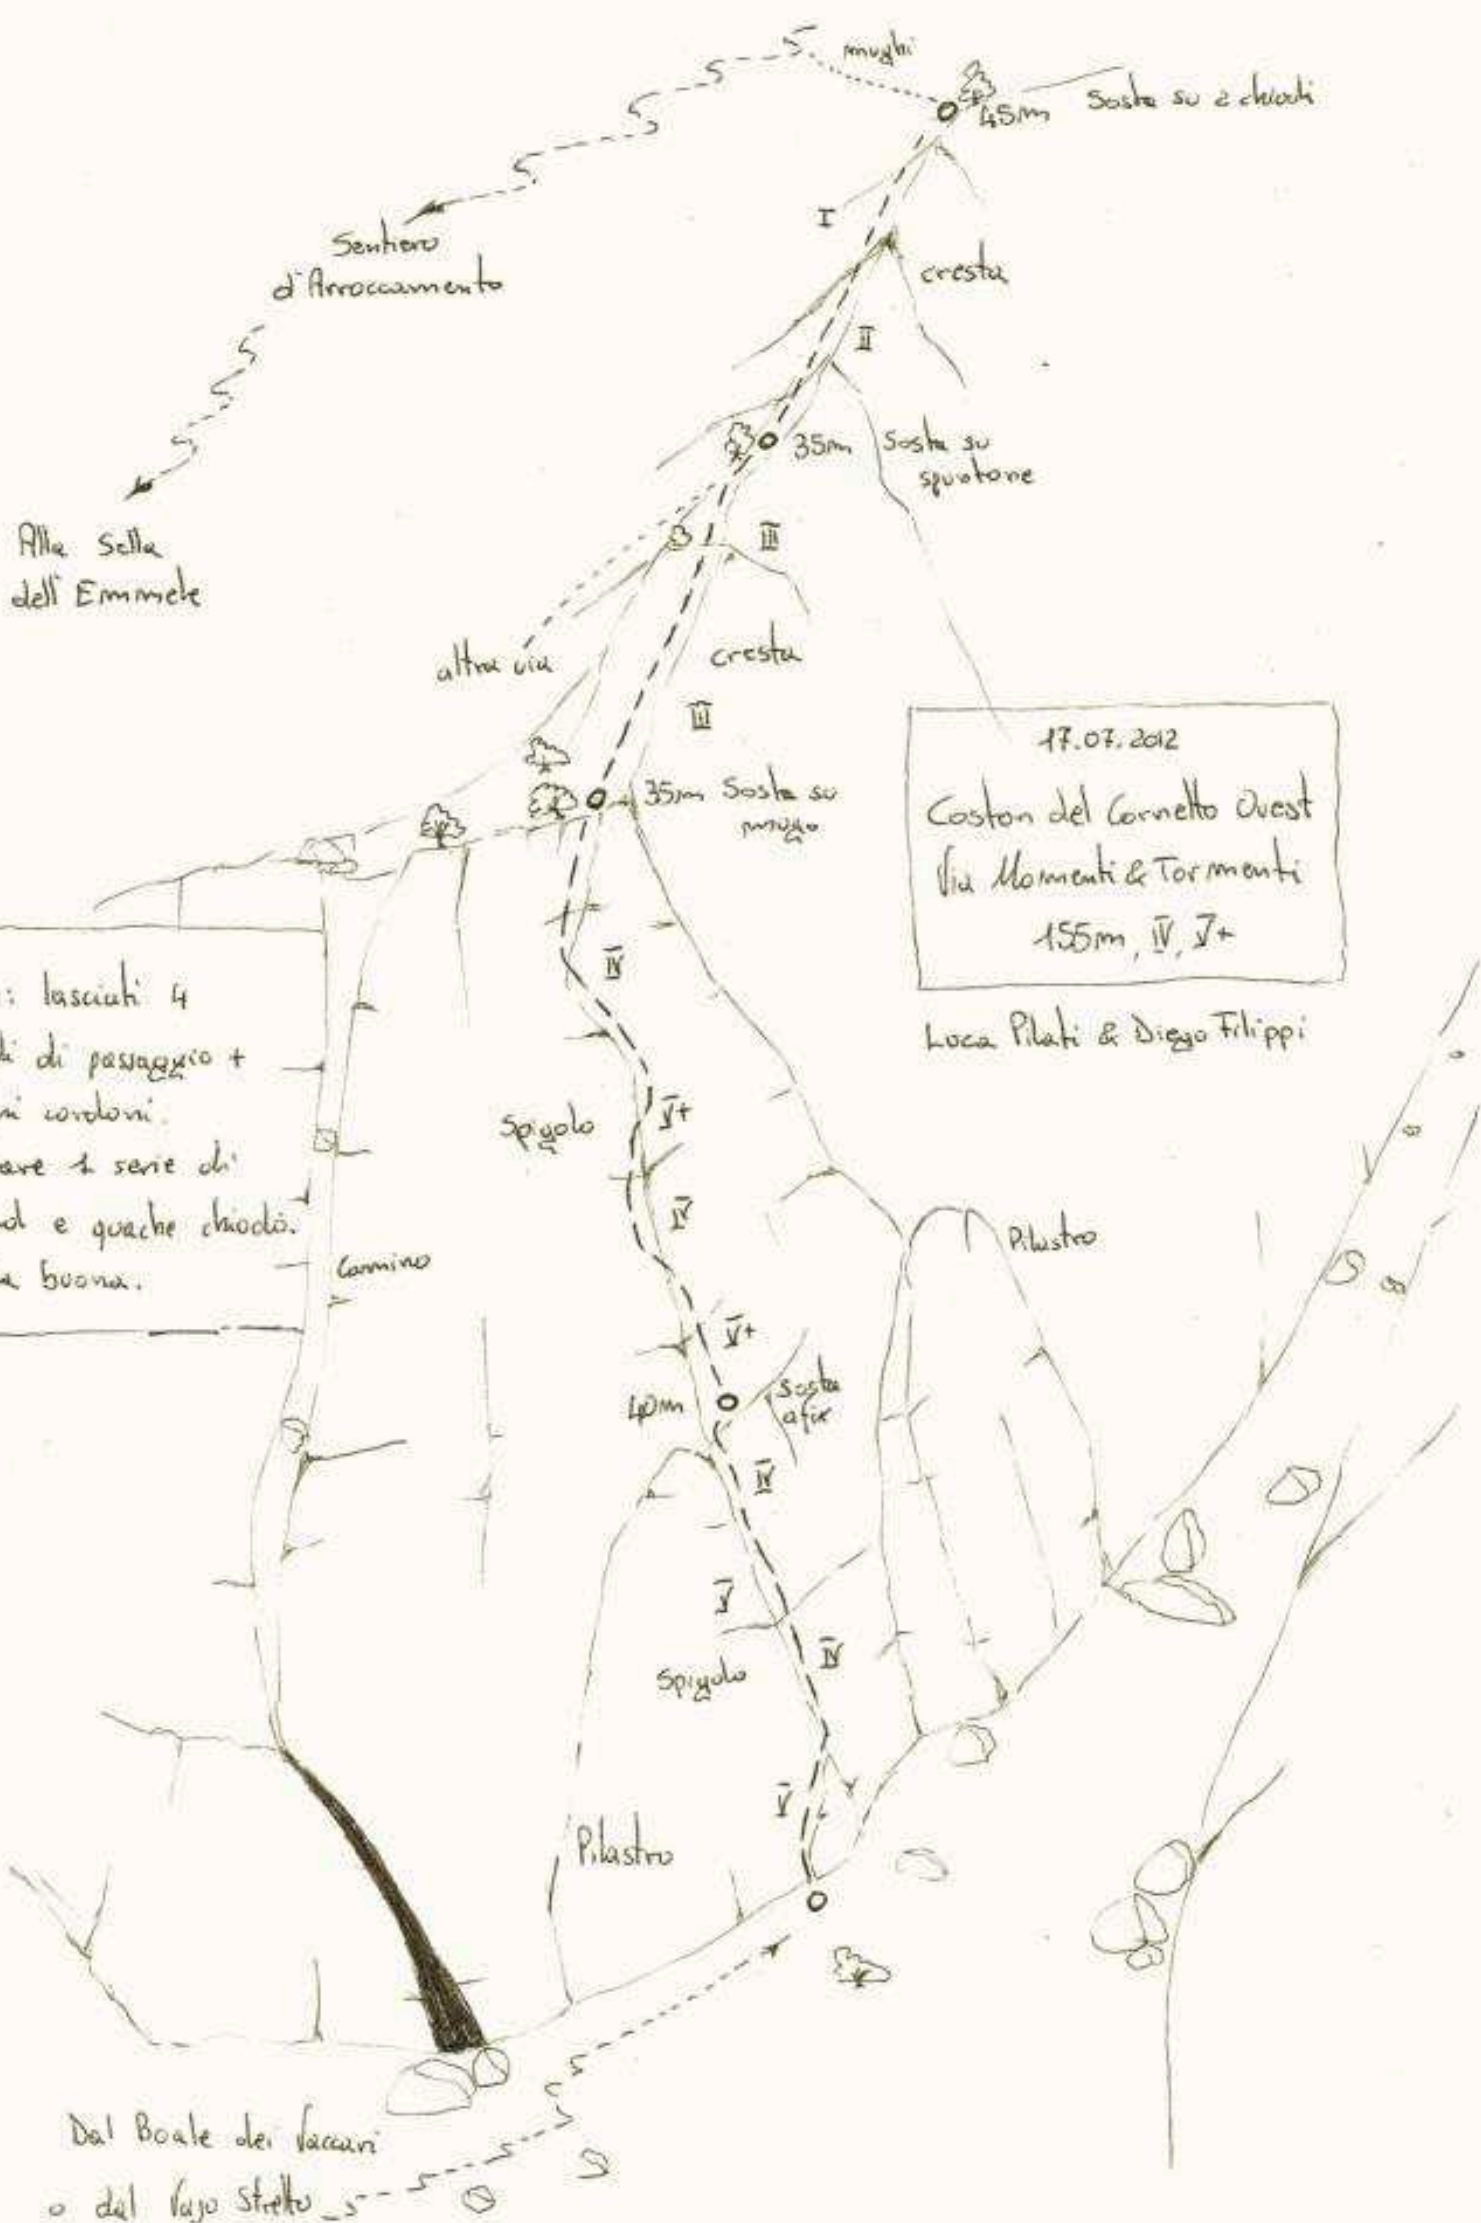 mughi
45m Sosta su 2 chiodi
I
Sentiero
d'Arroccamento
cresta
II
35m Sosta su
spuntone
III
Alla Sella
dell'Emmele
altra via
cresta
III
35m Sosta su
mugo
17.07.2012
Coston del Cornetto Ovest
Via Momenti & Tormenti
155m, IV, V+
Luca Pilati & Diego Filippi
: lasciati 4
di passaggio +
cordoni.
are 1 serie di
e quache chiodo.
buona.
IV
Spigolo
V+
IV
Camino
Pilastro
V+
40m
Sosta
a fix
IV
V
IV
Spigolo
V
Pilastro
Dal Boale dei Vaccari
o dal Vajo Stretto